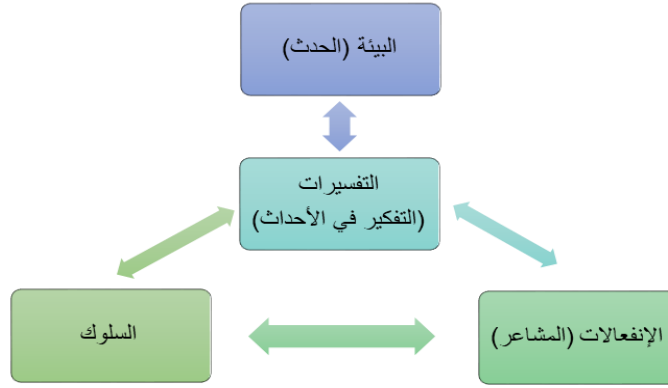 البيئة (الحدث)
التفسيرات
(التفكير في الأحداث)
الإنفعالات (المشاعر)
السلوك